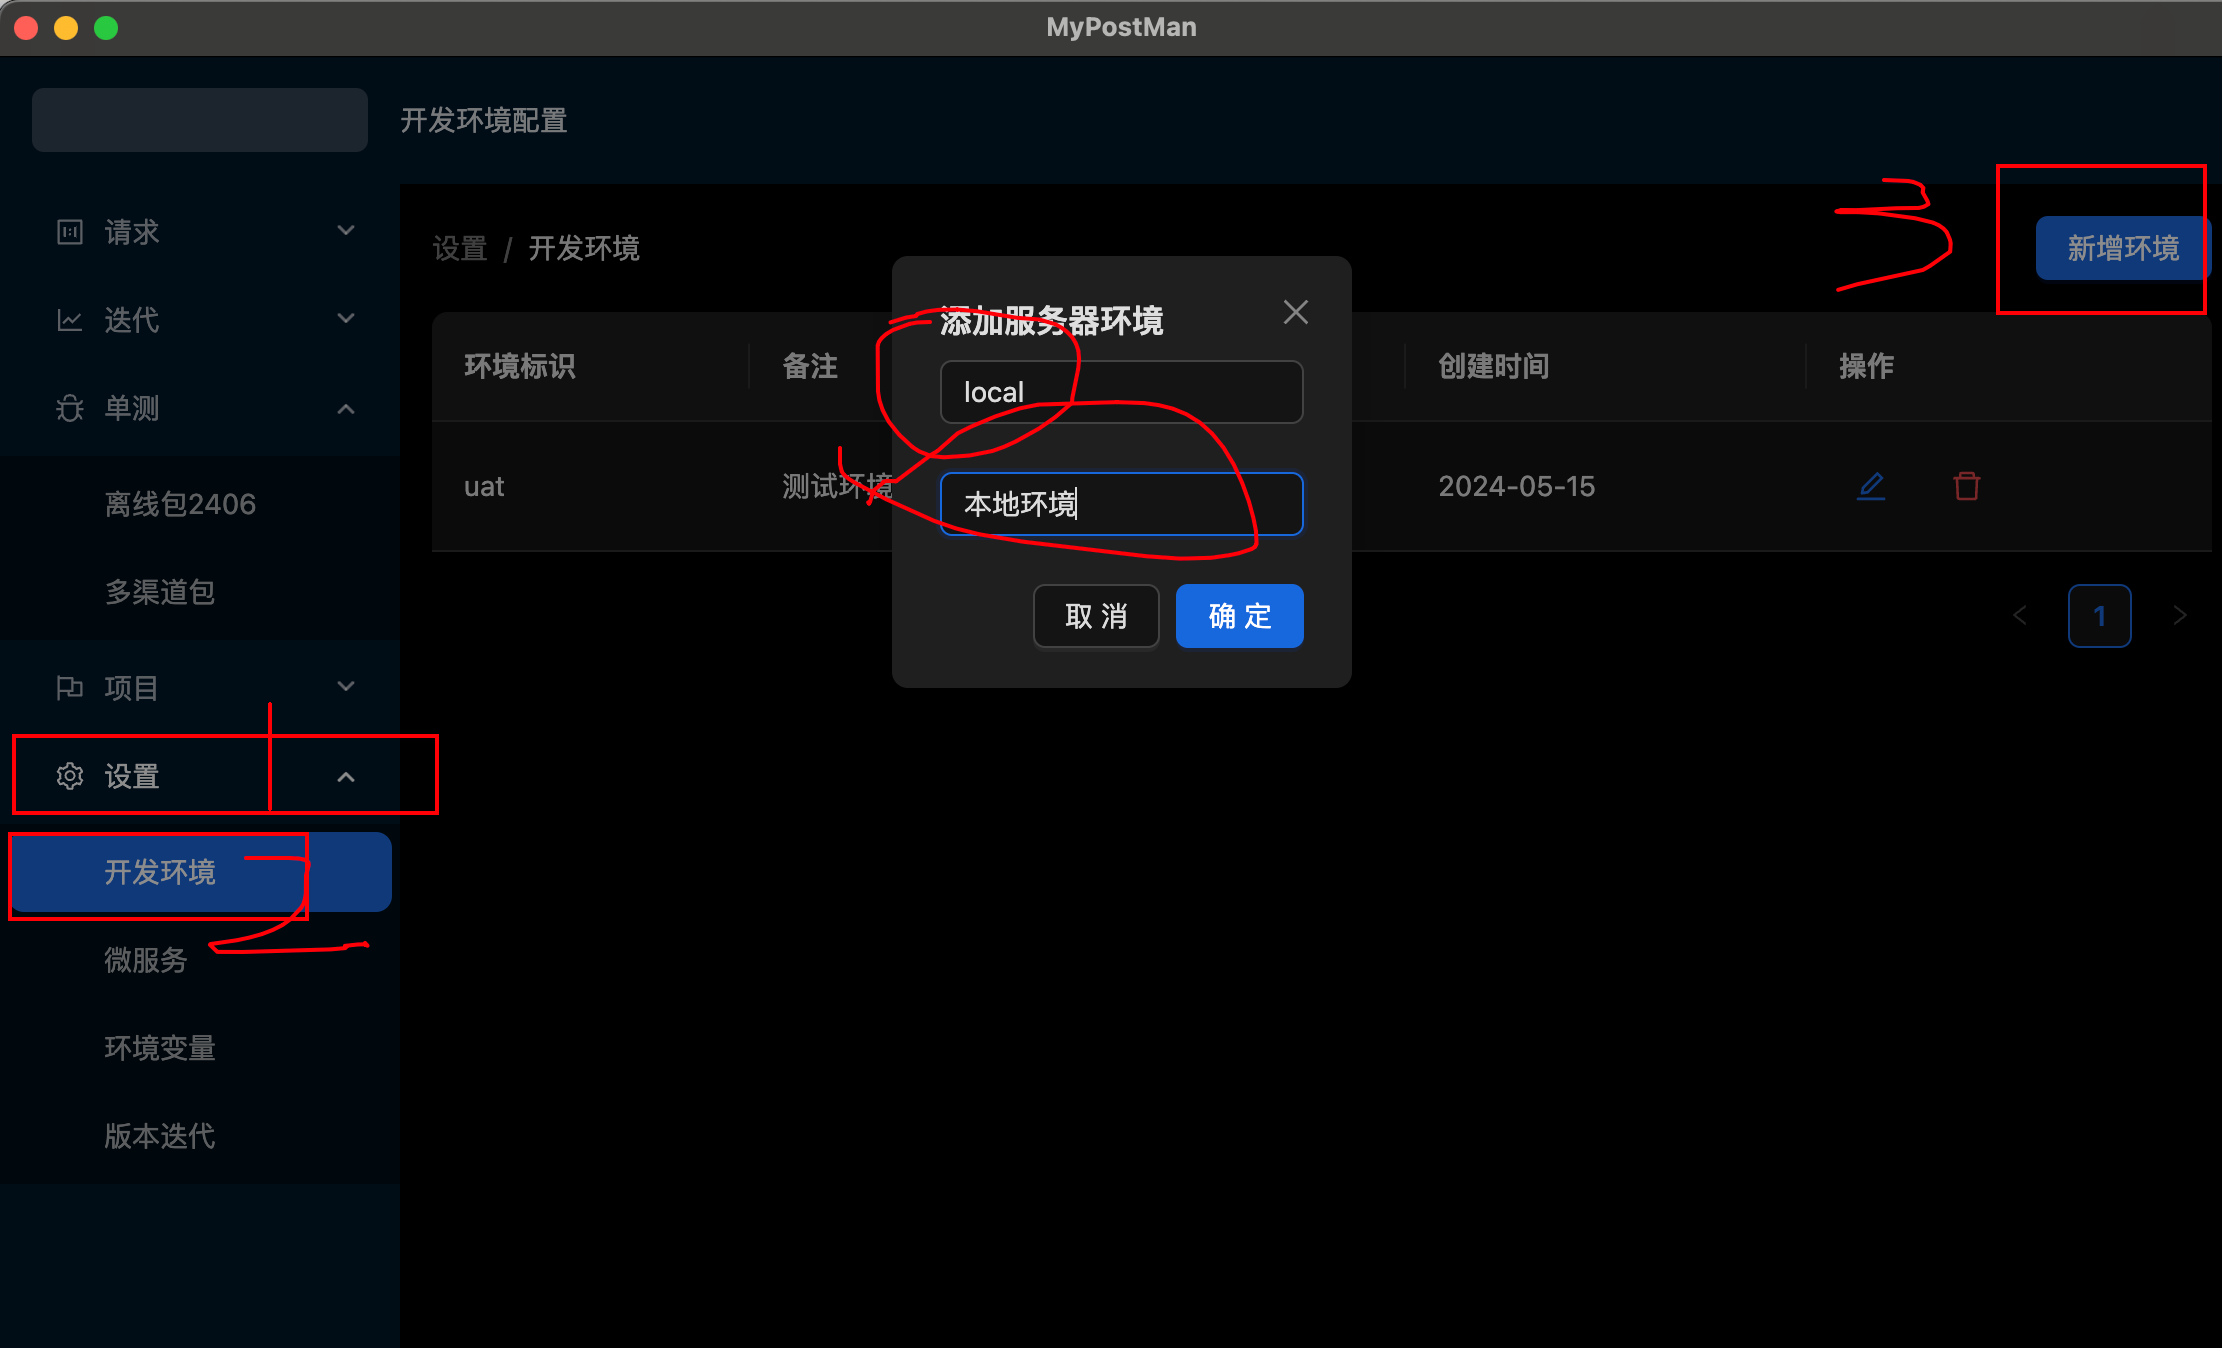 MyPostMan
开发环境配置
请求
迭代
单测
离线包2406
多渠道包
项目
设置
开发环境
微服务
环境变量
版本迭代
设置 / 开发环境
新增环境
环境标识 备注 创建时间 操作
uat 测试环境 2024-05-15
1
添加服务器环境
local
本地环境
取 消 确 定
1
2
3